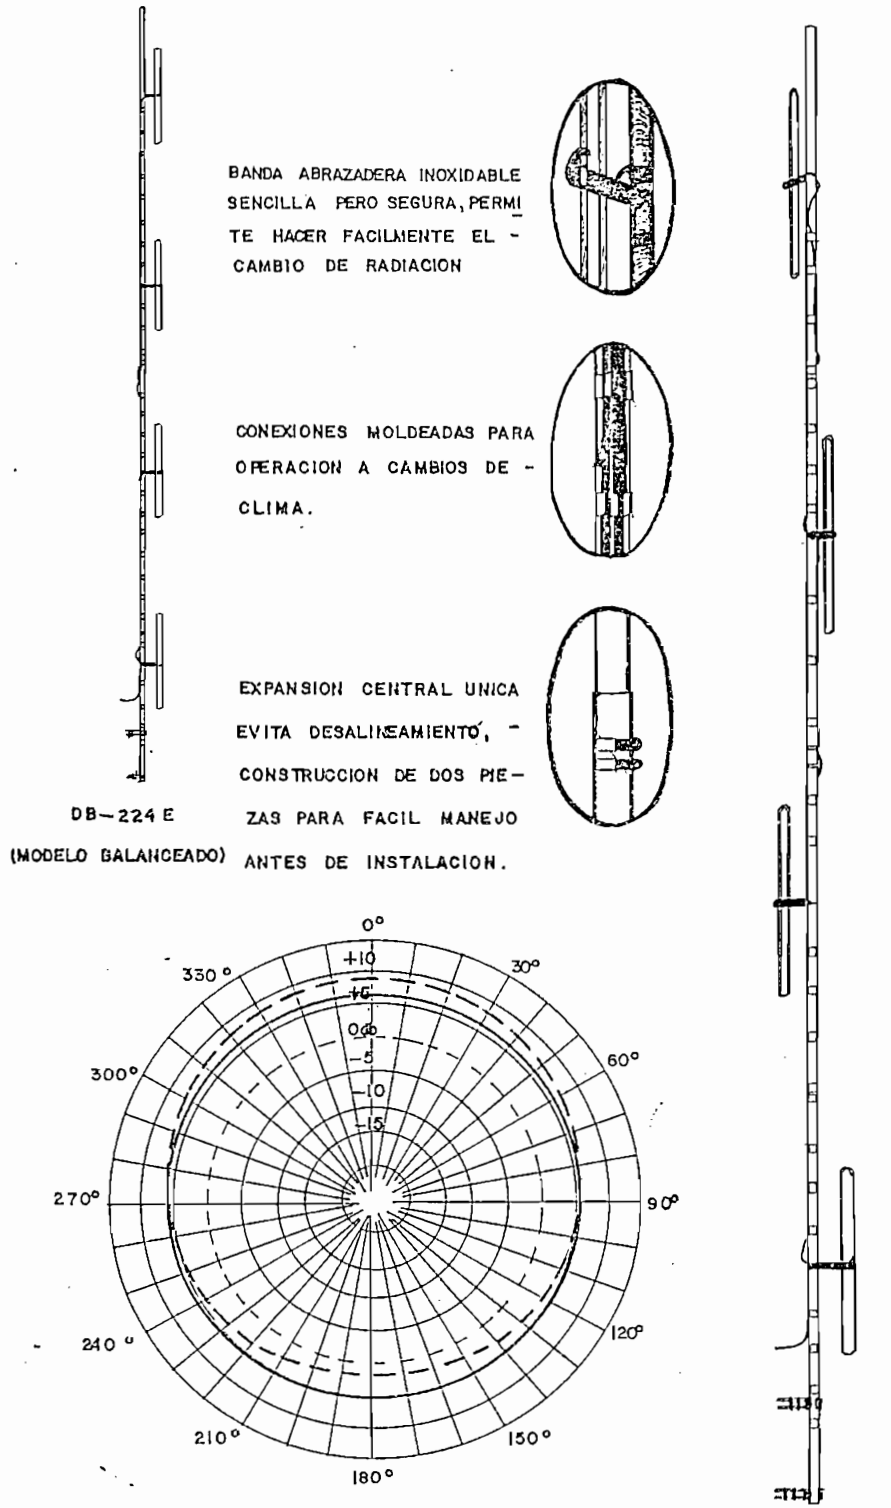 BANDA ABRAZADERA INOXIDABLE
SENCILLA PERO SEGURA, PERMI
TE HACER FACILMENTE EL -
CAMBIO DE RADIACION
CONEXIONES MOLDEADAS PARA
OPERACION A CAMBIOS DE -
CLIMA.
EXPANSION CENTRAL UNICA
EVITA DESALINEAMIENTO, -
CONSTRUCCION DE DOS PIE-
ZAS PARA FACIL MANEJO
ANTES DE INSTALACION.
DB-224 E
(MODELO BALANCEADO)
0°
30°
60°
90°
120°
150°
180°
210°
240°
270°
300°
330°
+10
+5
-5
-10
-15